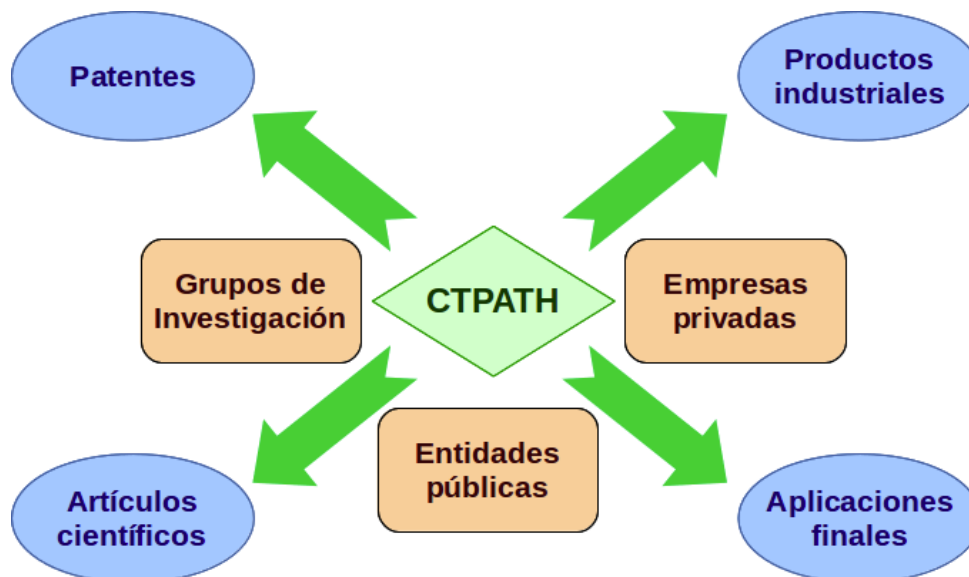 Patentes
Productos
industriales
Grupos de
Investigación
CTPATH
Empresas
privadas
Entidades
públicas
Artículos
científicos
Aplicaciones
finales